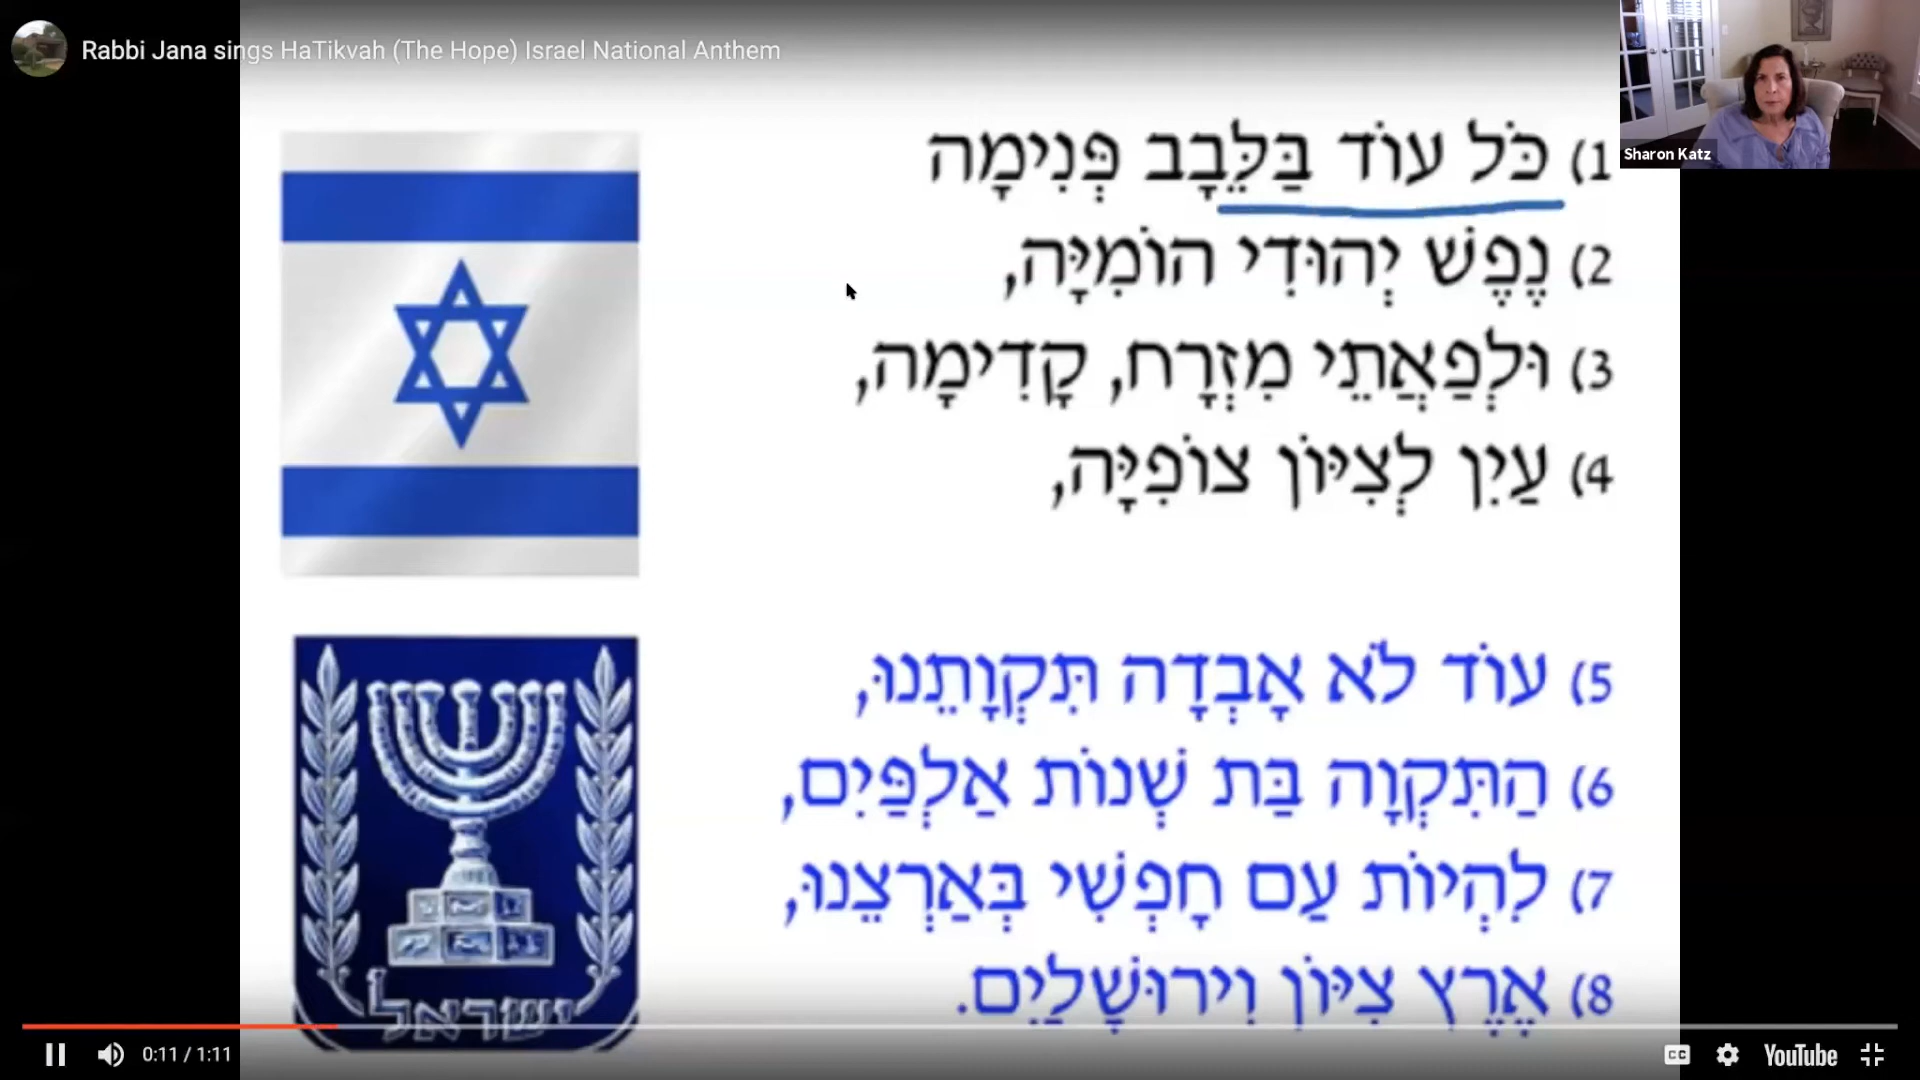 Rabbi Jana sings HaTikvah (The Hope) Israel National Anthem
Sharon Katz
1) כֹּל עוֹד בַּלֵּבָב פְּנִימָה
2) נֶפֶשׁ יְהוּדִי הוֹמִיָּה,
3) וּלְפַאֲתֵי מִזְרָח, קָדִימָה,
4) עַיִן לְצִיּוֹן צוֹפִיָּה,
5) עוֹד לֹא אָבְדָה תִּקְוָתֵנוּ,
6) הַתִּקְוָה בַּת שְׁנוֹת אַלְפַּיִם,
7) לִהְיוֹת עַם חָפְשִׁי בְּאַרְצֵנוּ,
8) אֶרֶץ צִיּוֹן וִירוּשָׁלַיִם.
ישראל
0:11 / 1:11
CC
YouTube